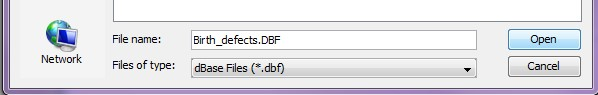 File name: Birth_defects.DBF Open
Network
Files of type: dBase Files (*.dbf) Cancel